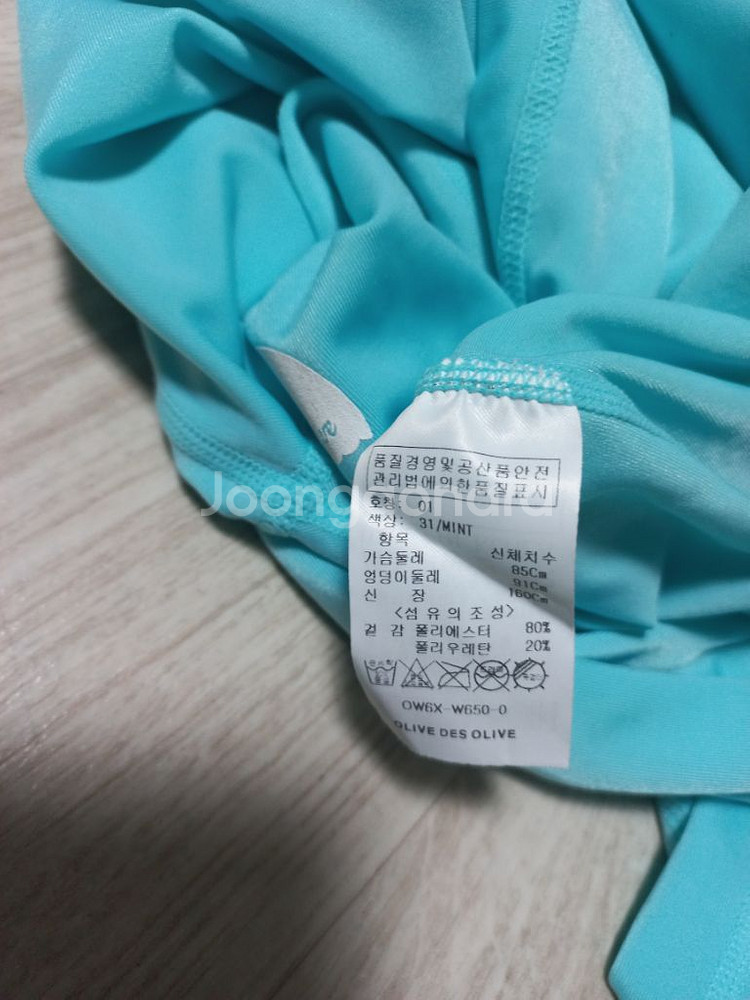 품질경영및공산품안전
관리법에의한품질표시
호칭: 01
색상: 31/MINT
항목 신체치수
가슴둘레 85Cm
엉덩이둘레 91Cm
신 장 160cm
<섬유의조성>
겉 감 폴리에스터 80%
폴리우레탄 20%
OW6X-W650-0
OLIVE DES OLIVE
Joongonara